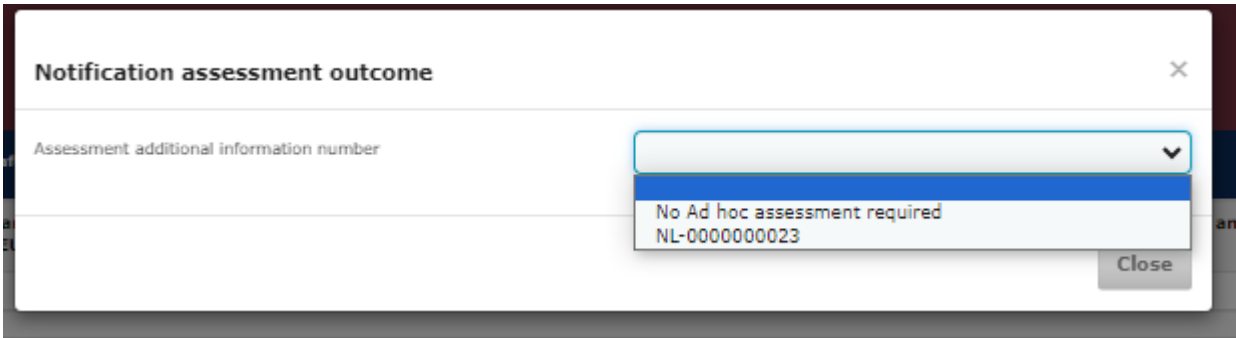 Notification assessment outcome
×
Assessment additional information number
No Ad hoc assessment required
NL-0000000023
Close